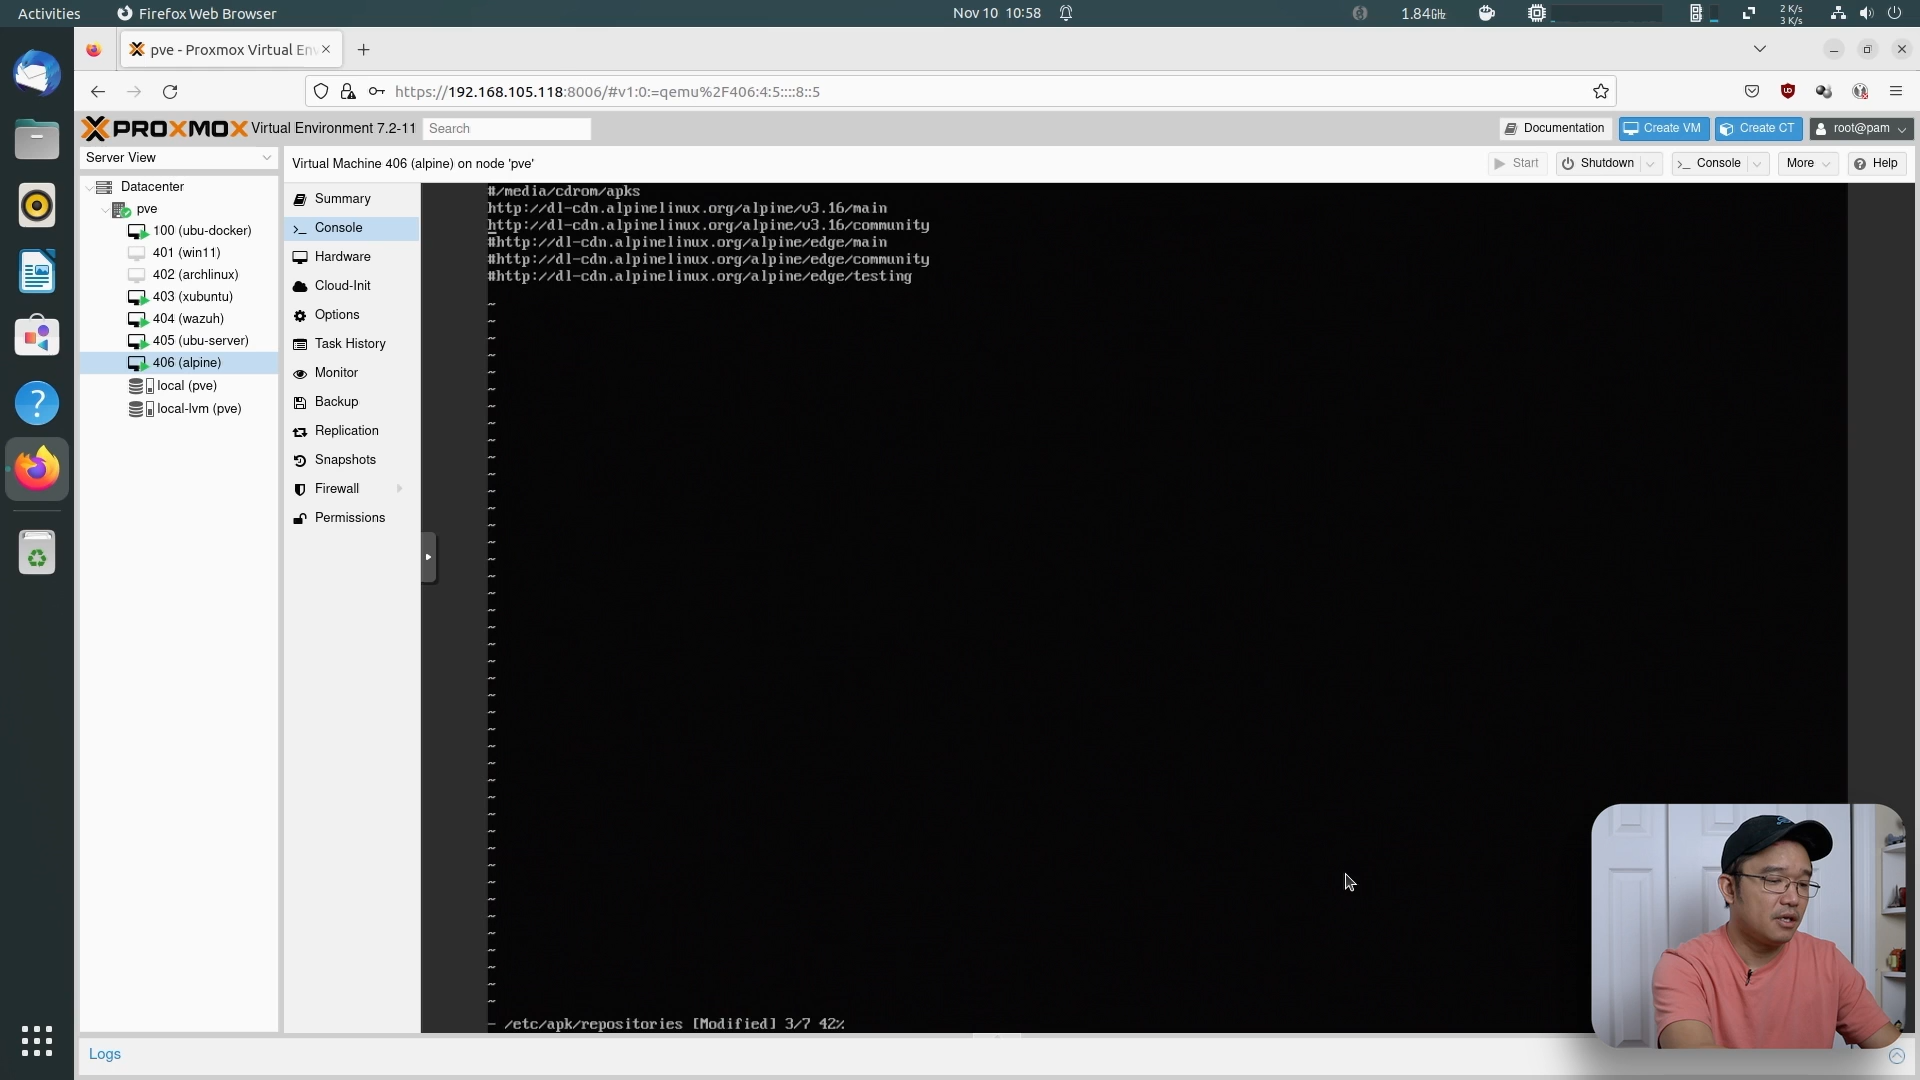 Activities
Firefox Web Browser
Nov 10 10:58
1.84GHz
2 K/s
3 K/s
pve - Proxmox Virtual En
https://192.168.105.118:8006/#v1:0:=qemu%2F406:4:5::::8::5
PROXMOX Virtual Environment 7.2-11
Search
Documentation
Create VM
Create CT
root@pam
Server View
Virtual Machine 406 (alpine) on node 'pve'
Start
Shutdown
Console
More
Help
Datacenter
pve
100 (ubu-docker)
401 (win11)
402 (archlinux)
403 (xubuntu)
404 (wazuh)
405 (ubu-server)
406 (alpine)
local (pve)
local-lvm (pve)
Summary
Console
Hardware
Cloud-Init
Options
Task History
Monitor
Backup
Replication
Snapshots
Firewall
Permissions
#/media/cdrom/apks
http://dl-cdn.alpinelinux.org/alpine/v3.16/main
http://dl-cdn.alpinelinux.org/alpine/v3.16/community
#http://dl-cdn.alpinelinux.org/alpine/edge/main
#http://dl-cdn.alpinelinux.org/alpine/edge/community
#http://dl-cdn.alpinelinux.org/alpine/edge/testing
- /etc/apk/repositories [Modified] 3/7 42%
Logs